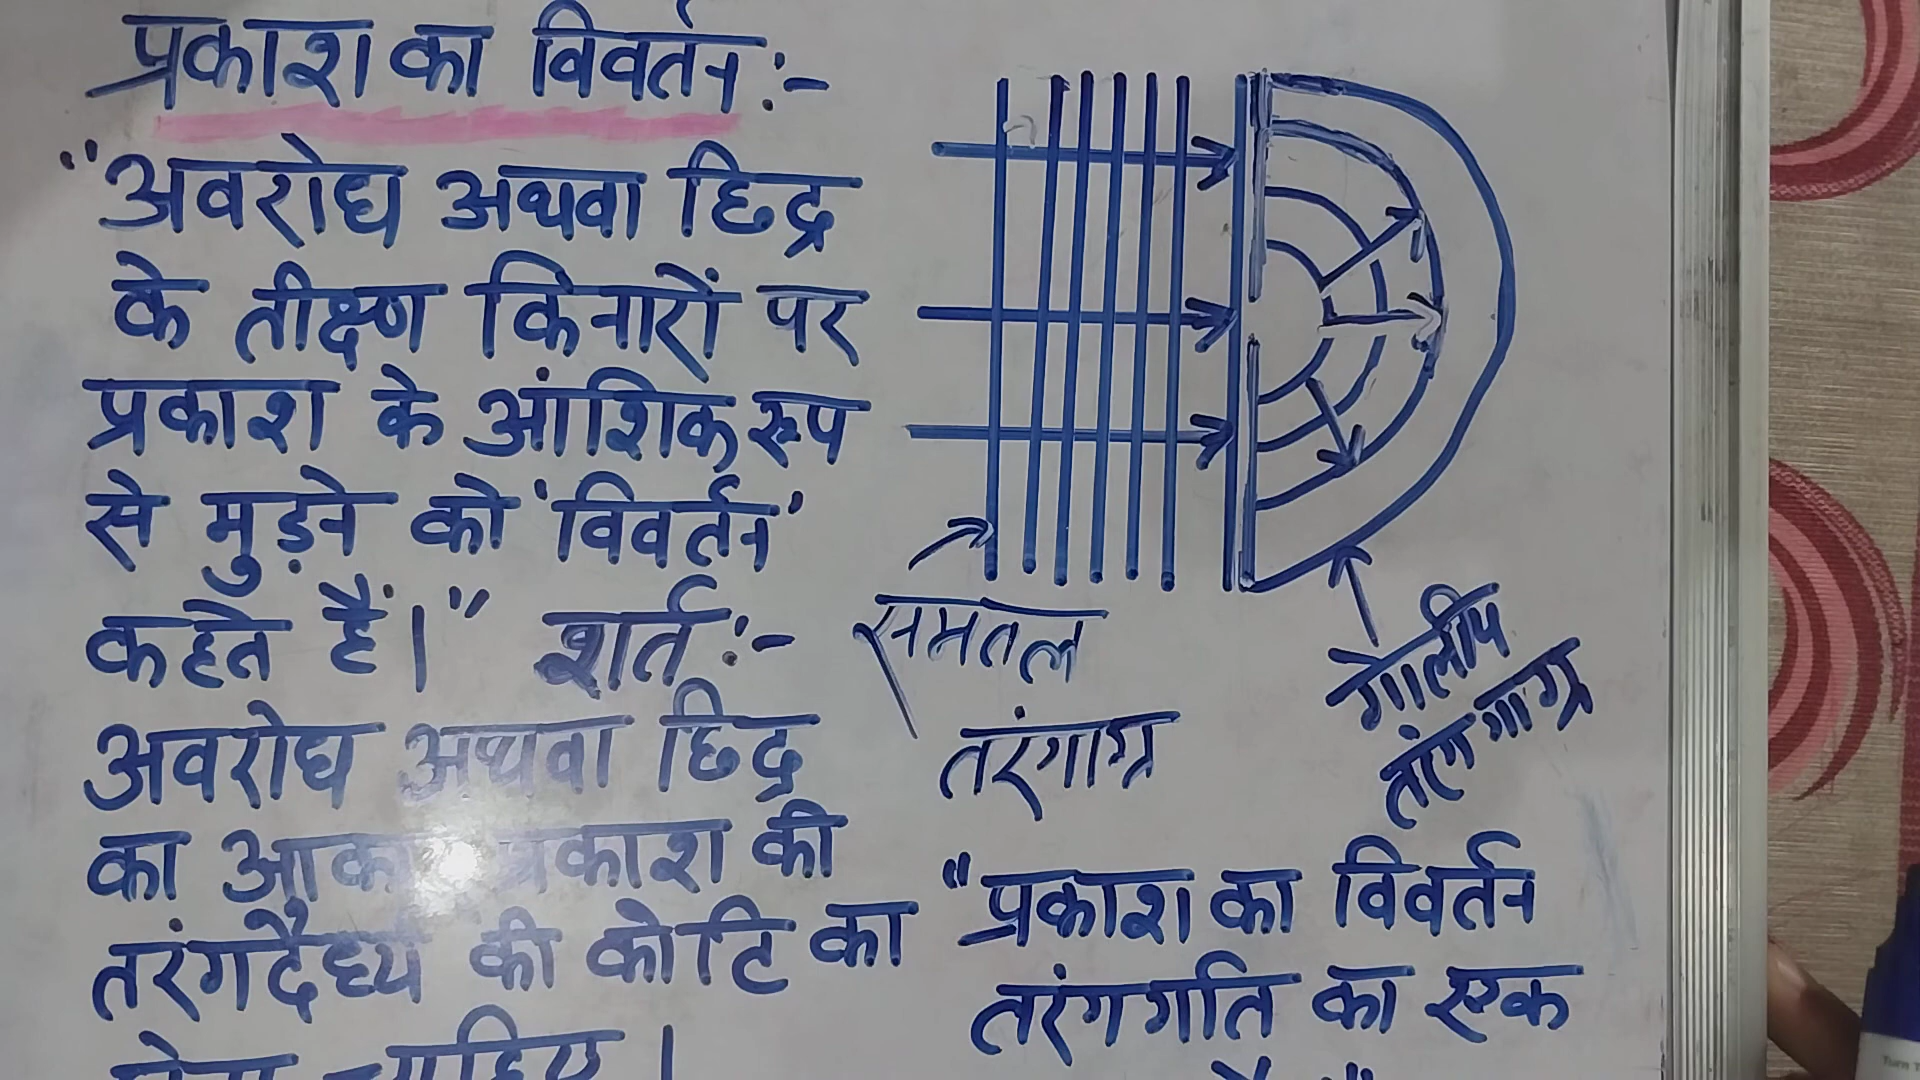 प्रकाश का विवर्तन :-
"अवरोध अथवा छिद्र
के तीक्ष्ण किनारों पर
प्रकाश के आंशिक रूप
से मुड़ने को 'विवर्तन'
कहते हैं।" शर्त :-
अवरोध अथवा छिद्र
का आकार प्रकाश की
तरंगदैर्ध्य की कोटि का
होना चाहिए।
समतल
तरंगाग्र
गोलीय
तरंगाग्र
"प्रकाश का विवर्तन
तरंगगति का एक